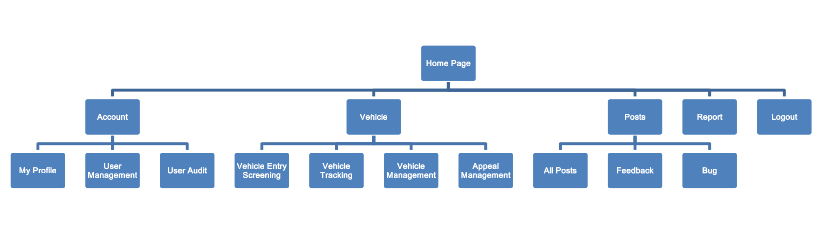 Home Page
Account
Vehicle
Posts
Report
Logout
My Profile
User
Management
User Audit
Vehicle Entry
Screening
Vehicle
Tracking
Vehicle
Management
Appeal
Management
All Posts
Feedback
Bug